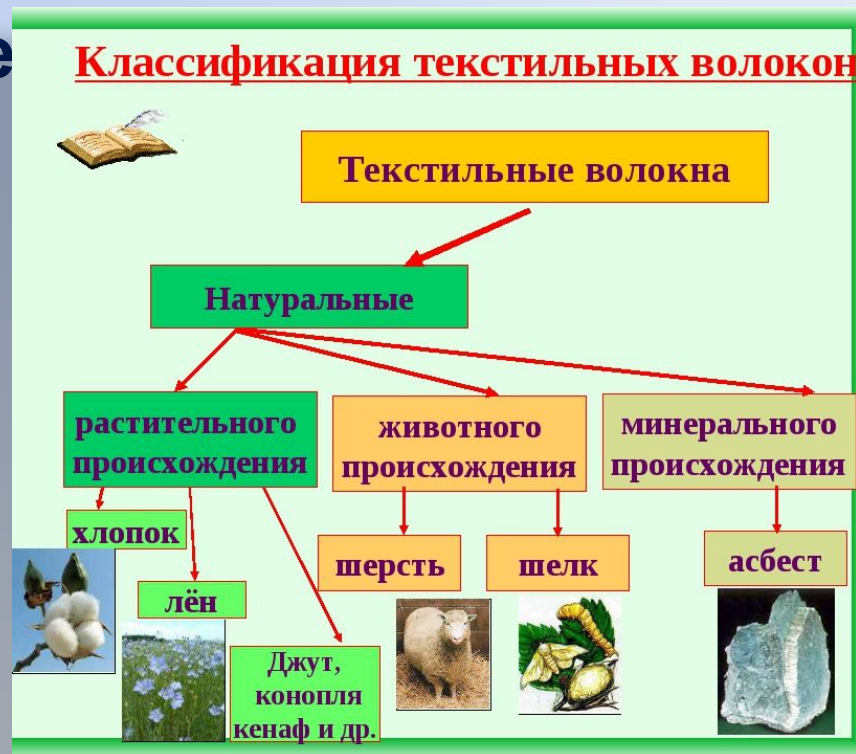 е
Классификация текстильных волокон
Текстильные волокна
Натуральные
растительного
происхождения
животного
происхождения
минерального
происхождения
хлопок
лён
Джут,
конопля
кенаф и др.
шерсть
шелк
асбест